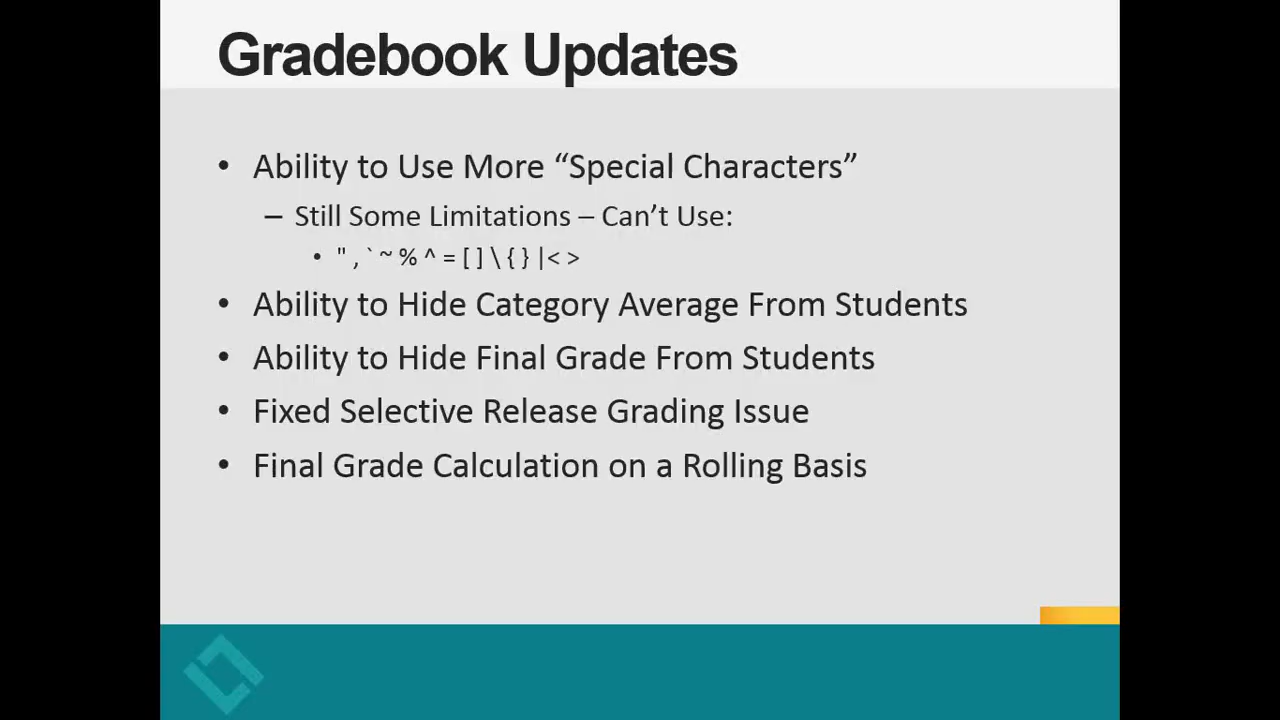 Gradebook Updates
• Ability to Use More “Special Characters”
– Still Some Limitations – Can’t Use:
• " , ` ~ % ^ = [ ] \ { } | < >
• Ability to Hide Category Average From Students
• Ability to Hide Final Grade From Students
• Fixed Selective Release Grading Issue
• Final Grade Calculation on a Rolling Basis